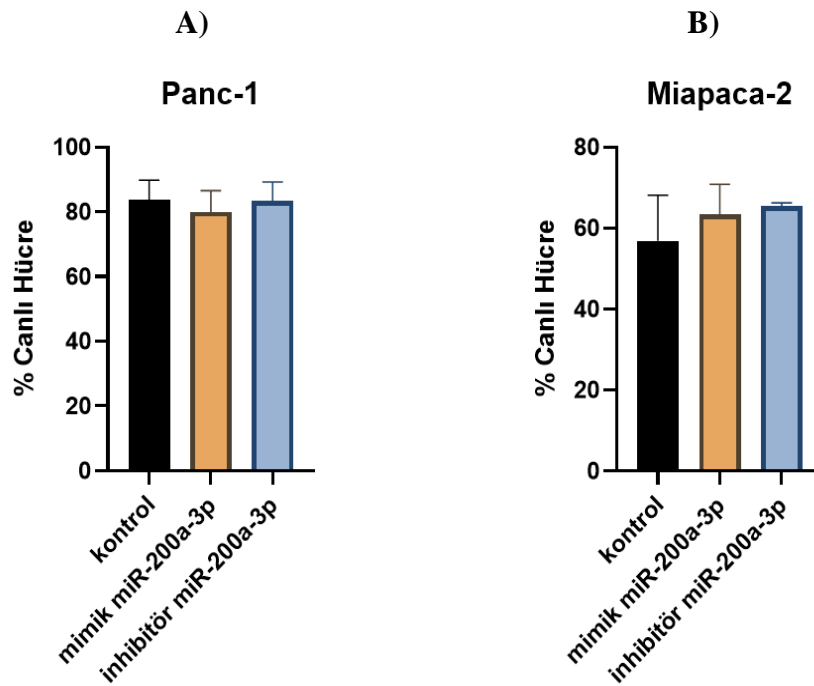 A)
Panc-1
% Canlı Hücre
100
80
60
40
20
0
kontrol
mimik miR-200a-3p
inhibitör miR-200a-3p
B)
Miapaca-2
% Canlı Hücre
80
60
40
20
0
kontrol
mimik miR-200a-3p
inhibitör miR-200a-3p